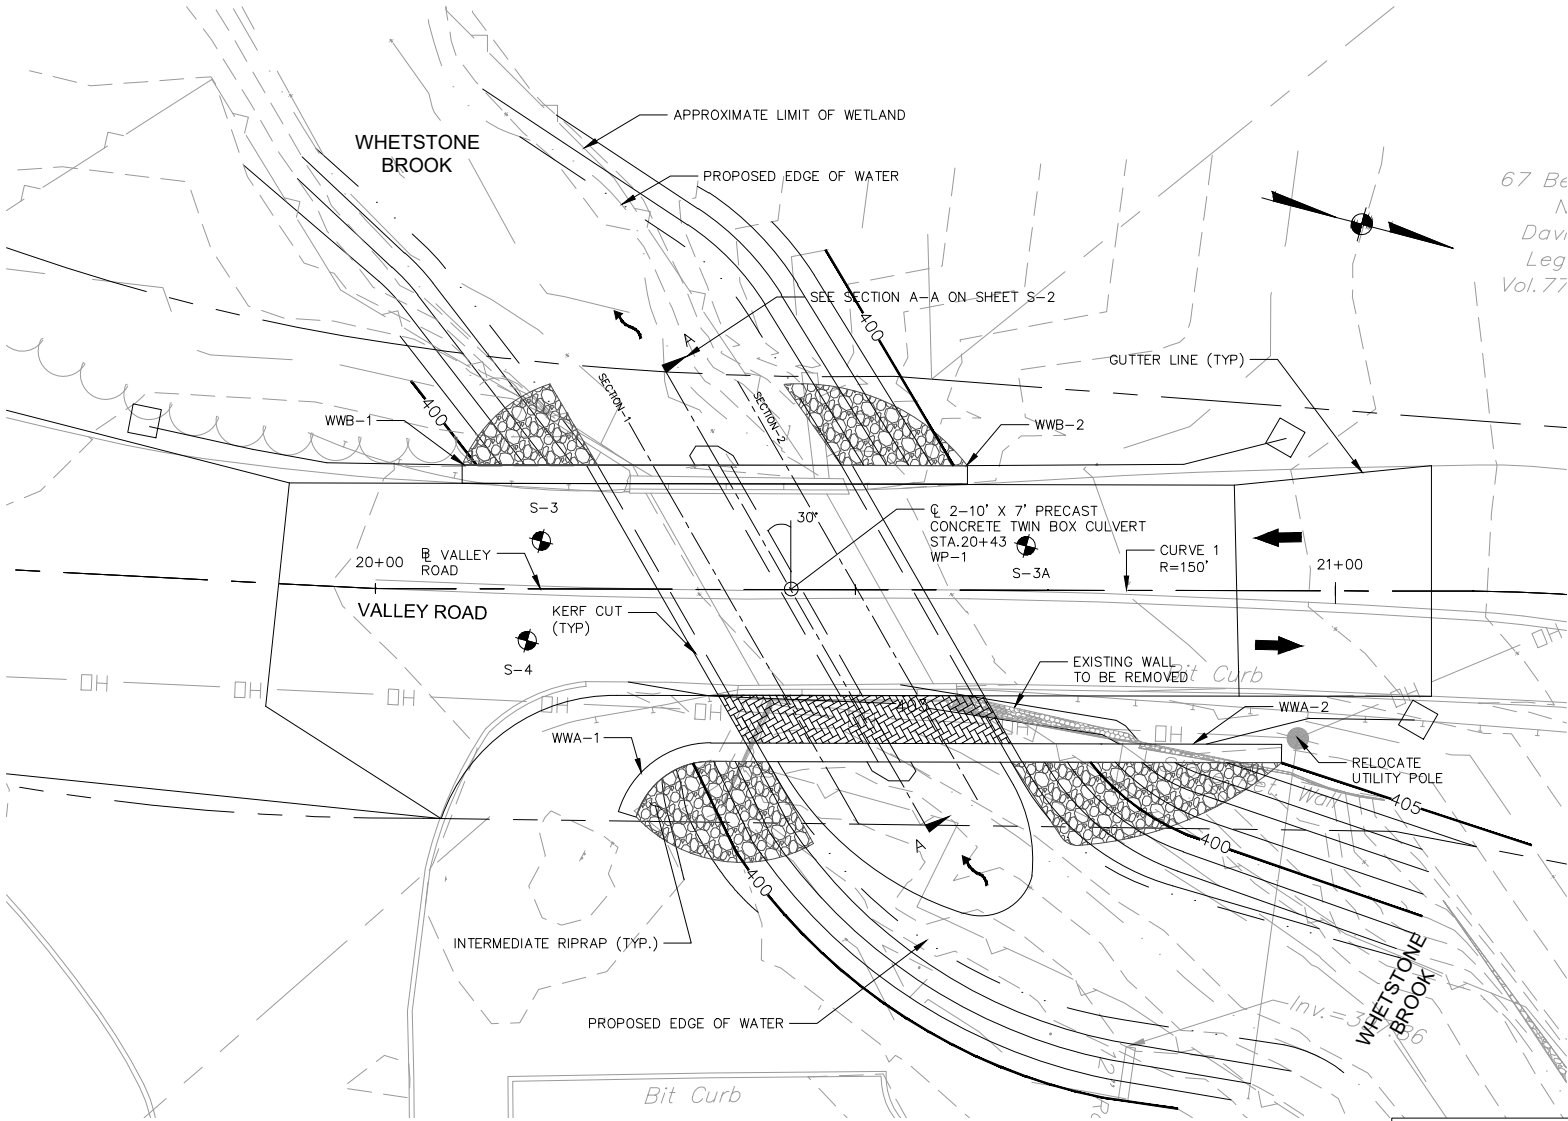 APPROXIMATE LIMIT OF WETLAND
WHETSTONE
BROOK
PROPOSED EDGE OF WATER
67 Be
N
Davi
Leg
Vol.77
SEE SECTION A-A ON SHEET S-2
A
400
GUTTER LINE (TYP)
SECTION-1
SECTION-2
400
WWB-1
WWB-2
S-3
30°
℄ 2-10' X 7' PRECAST
CONCRETE TWIN BOX CULVERT
STA.20+43
WP-1
S-3A
20+00
B VALLEY
ROAD
CURVE 1
R=150'
21+00
VALLEY ROAD
KERF CUT
(TYP)
S-4
OH
OH
OH
OH
OH
OH
OH
OH
OH
EXISTING WALL
TO BE REMOVED
Bit Curb
WWA-2
WWA-1
RELOCATE
UTILITY POLE
405
400
A
400
INTERMEDIATE RIPRAP (TYP.)
PROPOSED EDGE OF WATER
WHETSTONE
BROOK
Bit Curb